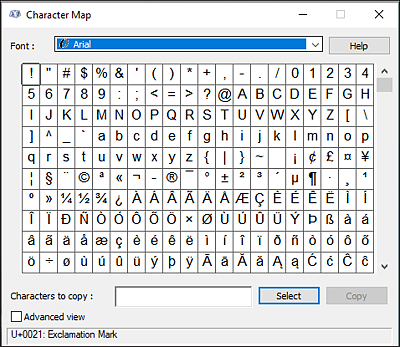 Character Map
Font : Arial Help
! " # $ % & ' ( ) * + , - . / 0 1 2 3 4
5 6 7 8 9 : ; < = > ? @ A B C D E F G H
I J K L M N O P Q R S T U V W X Y Z [ \
] ^ _ ` a b c d e f g h i j k l m n o p
q r s t u v w x y z { | } ~ ¡ ¢ £ ¤ ¥
¦ § ¨ © ª « ¬ - ® ¯ ° ± ² ³ ´ µ ¶ · ¸ ¹
º » ¼ ½ ¾ ¿ À Á Â Ã Ä Å Æ Ç È É Ê Ë Ì Í
Î Ï Ð Ñ Ò Ó Ô Õ Ö × Ø Ù Ú Û Ü Ý Þ ß à á
â ã ä å æ ç è é ê ë ì í î ï ð ñ ò ó ô õ
ö ÷ ø ù ú û ü ý þ ÿ Ā ā Ă ă Ą ą Ć ć Ĉ ĉ
Characters to copy : Select Copy
Advanced view
U+0021: Exclamation Mark